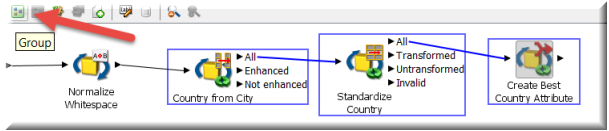 Group
Normalize
Whitespace
All
Enhanced
Not enhanced
Country from City
All
Transformed
Untransformed
Invalid
Standardize
Country
Create Best
Country Attribute